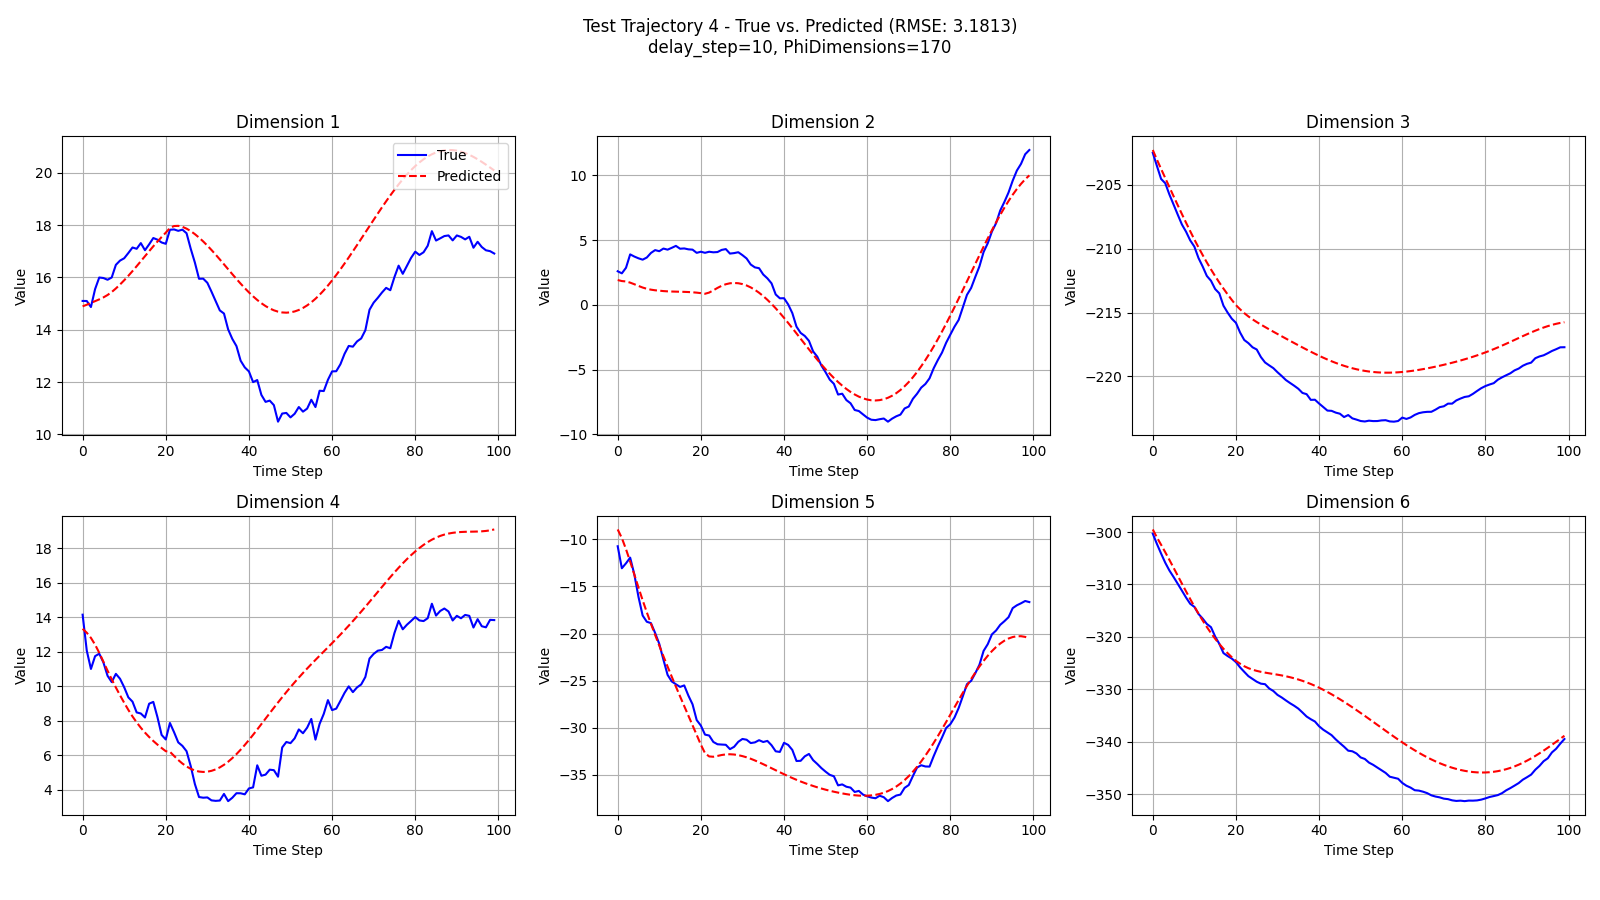 Test Trajectory 4 - True vs. Predicted (RMSE: 3.1813)
delay_step=10, PhiDimensions=170
Dimension 1
Value
20
18
16
14
12
10
0 20 40 60 80 100
Time Step
True
Predicted
Dimension 2
Value
10
5
0
−5
−10
0 20 40 60 80 100
Time Step
Dimension 3
Value
−205
−210
−215
−220
0 20 40 60 80 100
Time Step
Dimension 4
Value
18
16
14
12
10
8
6
4
0 20 40 60 80 100
Time Step
Dimension 5
Value
−10
−15
−20
−25
−30
−35
0 20 40 60 80 100
Time Step
Dimension 6
Value
−300
−310
−320
−330
−340
−350
0 20 40 60 80 100
Time Step